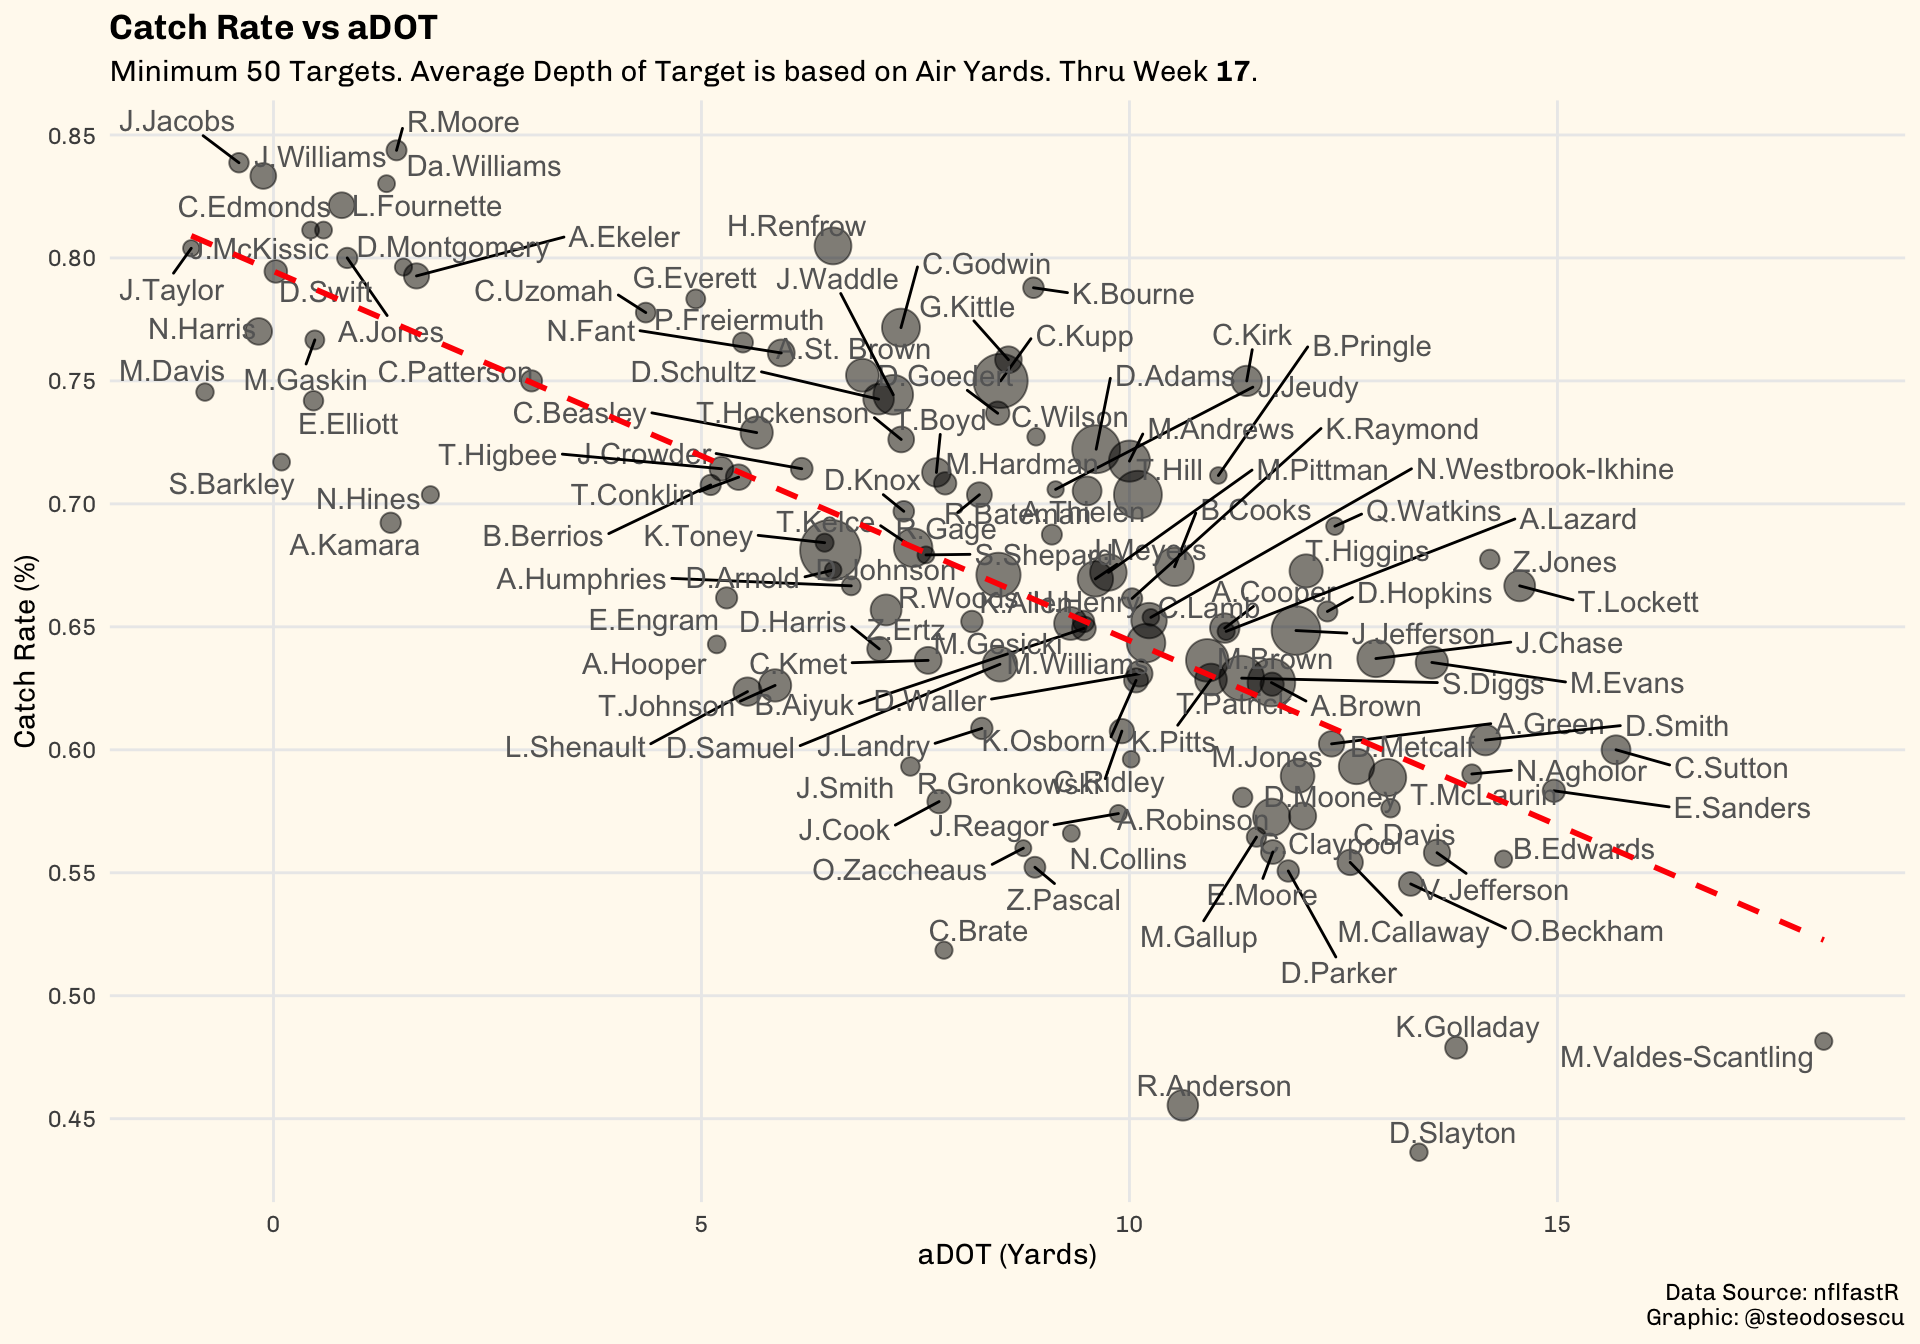 Catch Rate vs aDOT
Minimum 50 Targets. Average Depth of Target is based on Air Yards. Thru Week 17.
J.Jacobs
R.Moore
J.Williams
Da.Williams
C.Edmonds
L.Fournette
J.McKissic
D.Montgomery
A.Ekeler
H.Renfrow
J.Taylor
D.Swift
C.Uzomah
G.Everett
J.Waddle
C.Godwin
K.Bourne
N.Harris
A.Jones
N.Fant
P.Freiermuth
G.Kittle
C.Kupp
C.Kirk
B.Pringle
M.Davis
M.Gaskin
C.Patterson
D.Schultz
A.St. Brown
D.Goedert
D.Adams
J.Jeudy
E.Elliott
C.Beasley
T.Hockenson
T.Boyd
C.Wilson
M.Andrews
K.Raymond
T.Higbee
J.Crowder
M.Hardman
T.Hill
M.Pittman
N.Westbrook-Ikhine
S.Barkley
N.Hines
T.Conklin
D.Knox
R.Bateman
A.Thielen
B.Cooks
Q.Watkins
A.Lazard
A.Kamara
B.Berrios
K.Toney
T.Kelce
R.Gage
S.Shepard
J.Meyers
T.Higgins
Z.Jones
A.Humphries
D.Arnold
D.Johnson
R.Woods
K.Allen
H.Henry
C.Lamb
A.Cooper
D.Hopkins
T.Lockett
E.Engram
D.Harris
Z.Ertz
M.Gesicki
J.Jefferson
J.Chase
A.Hooper
C.Kmet
M.Williams
M.Brown
S.Diggs
M.Evans
T.Johnson
B.Aiyuk
D.Waller
T.Patrick
A.Brown
L.Shenault
D.Samuel
J.Landry
K.Osborn
K.Pitts
M.Jones
D.Metcalf
A.Green
D.Smith
J.Smith
R.Gronkowski
C.Ridley
D.Mooney
T.McLaurin
N.Agholor
C.Sutton
E.Sanders
J.Cook
J.Reagor
A.Robinson
Claypool
C.Davis
B.Edwards
O.Zaccheaus
N.Collins
Z.Pascal
E.Moore
V.Jefferson
C.Brate
M.Gallup
M.Callaway
O.Beckham
D.Parker
K.Golladay
M.Valdes-Scantling
R.Anderson
D.Slayton
0.85
0.80
0.75
0.70
0.65
0.60
0.55
0.50
0.45
Catch Rate (%)
0
5
10
15
aDOT (Yards)
Data Source: nflfastR
Graphic: @steodosescu